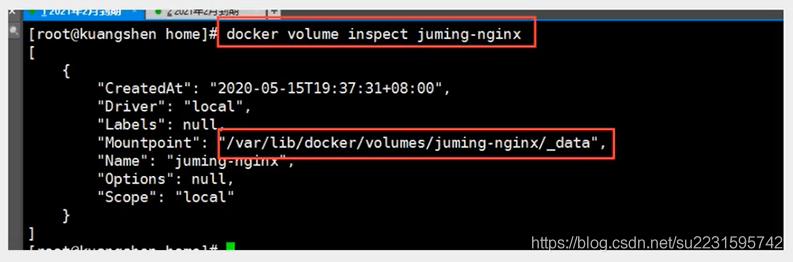 1 2021年2月到期
2 2021年2月到期
[root@kuangshen home]# docker volume inspect juming-nginx
[
    {
        "CreatedAt": "2020-05-15T19:37:31+08:00",
        "Driver": "local",
        "Labels": null,
        "Mountpoint": "/var/lib/docker/volumes/juming-nginx/_data",
        "Name": "juming-nginx",
        "Options": null,
        "Scope": "local"
    }
]
[root@kuangshen home]#
https://blog.csdn.net/su2231595742